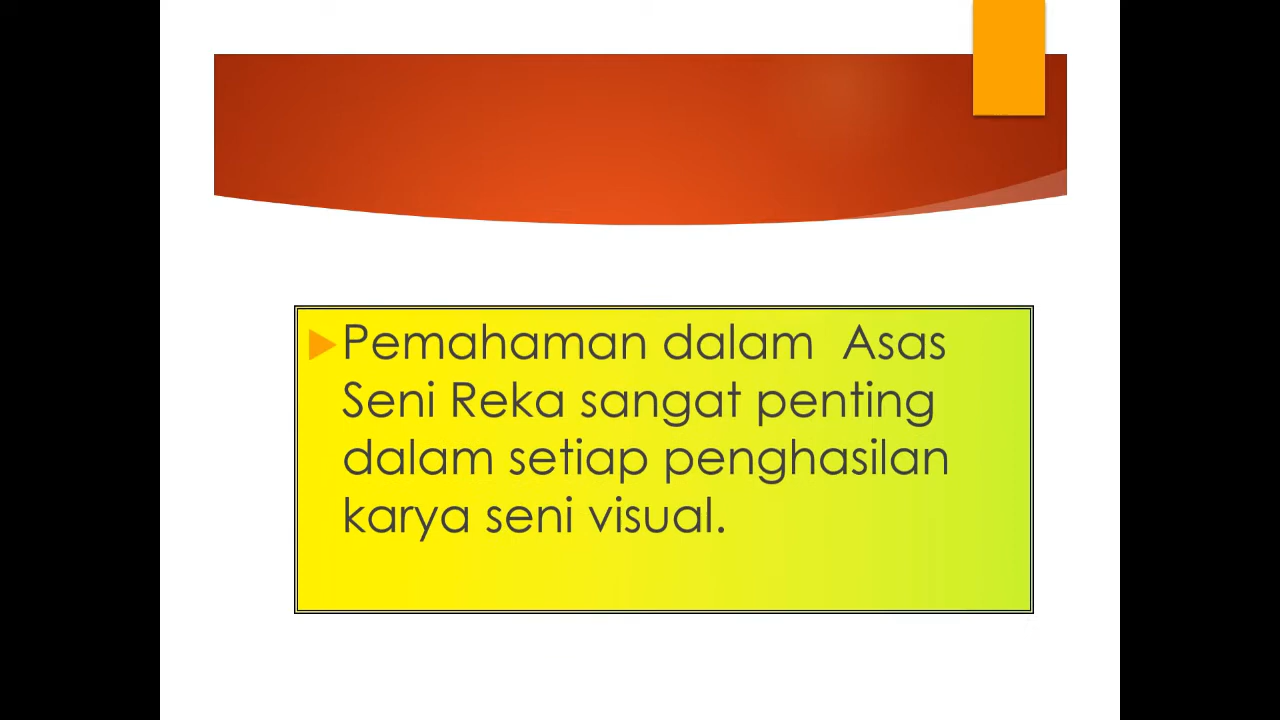 Pemahaman dalam  Asas
Seni Reka sangat penting
dalam setiap penghasilan
karya seni visual.